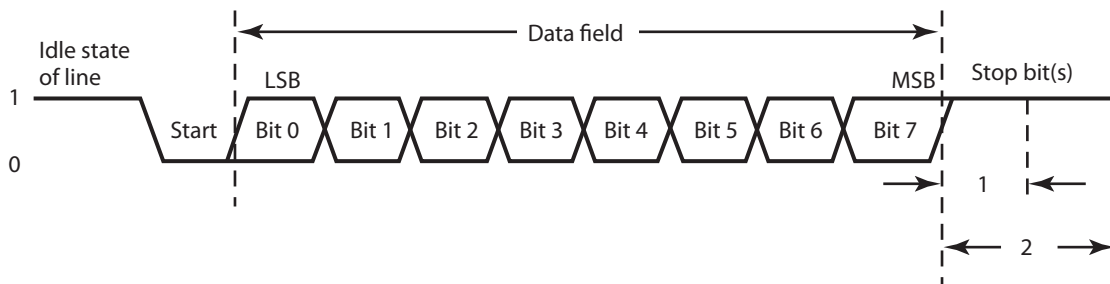 Data field
Idle state
of line
LSB
MSB
Stop bit(s)
1
Start
Bit 0
Bit 1
Bit 2
Bit 3
Bit 4
Bit 5
Bit 6
Bit 7
0
1
2